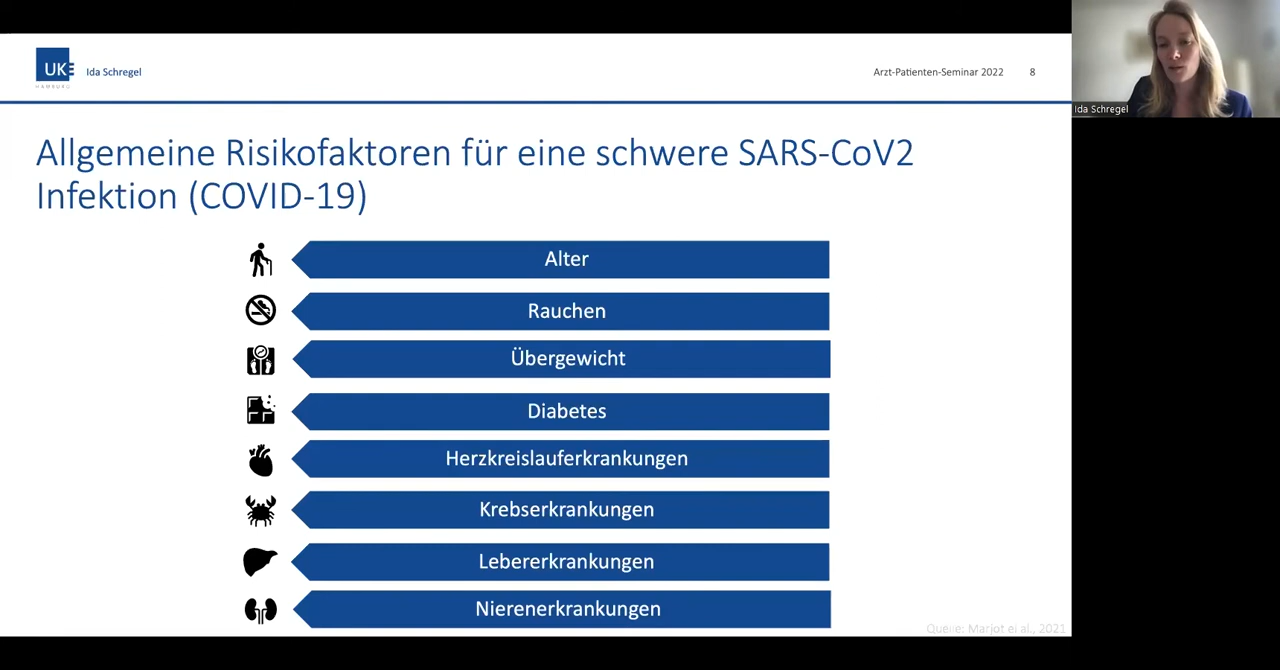 UKE
HAMBURG
Ida Schregel
Arzt-Patienten-Seminar 2022
8
Ida Schregel
Allgemeine Risikofaktoren für eine schwere SARS-CoV2
Infektion (COVID-19)
Alter
Rauchen
Übergewicht
Diabetes
Herzkreislauferkrankungen
Krebserkrankungen
Lebererkrankungen
Nierenerkrankungen
Quelle: Marjot et al., 2021